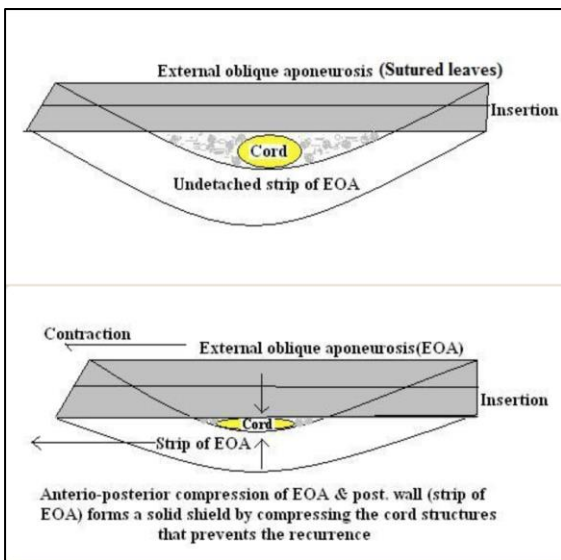 External oblique aponeurosis (Sutured leaves)
Insertion
Cord
Undetached strip of EOA
Contraction
External oblique aponeurosis(EOA)
Insertion
Cord
Strip of EOA
Anterio-posterior compression of EOA & post. wall (strip of
EOA) forms a solid shield by compressing the cord structures
that prevents the recurrence